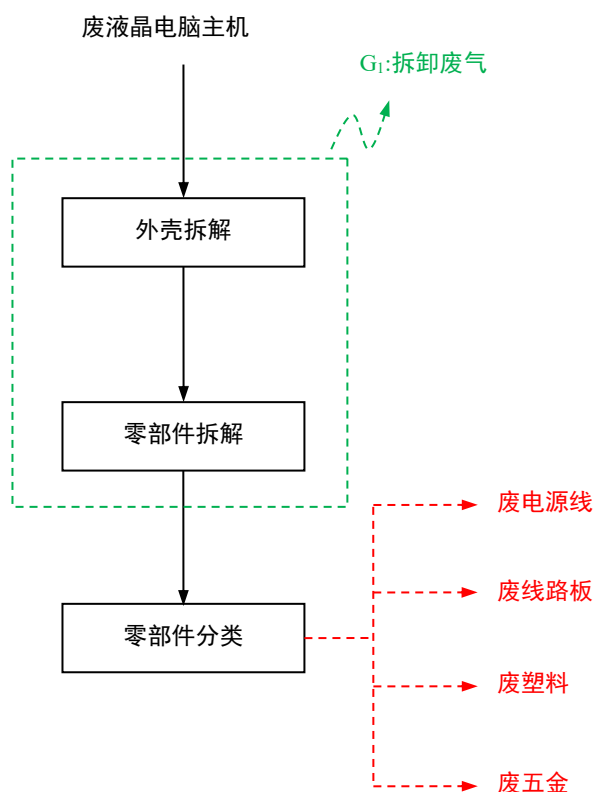 废液晶电脑主机
G₁:拆卸废气
外壳拆解
零部件拆解
废电源线
废线路板
零部件分类
废塑料
废五金